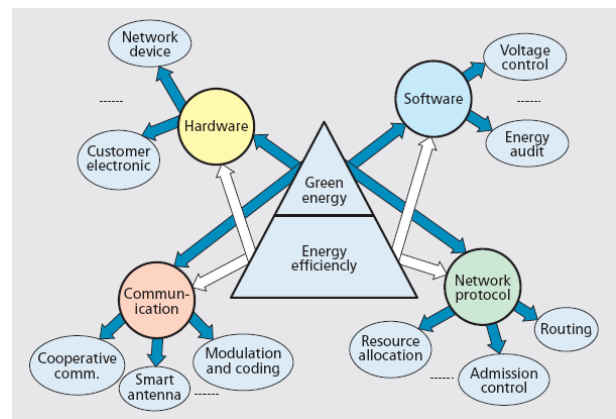 Network
device
Voltage
control
Software
Hardware
Customer
electronic
Energy
audit
Green
energy
Energy
efficiencly
Commun-
ication
Network
protocol
Cooperative
comm.
Smart
antenna
Modulation
and coding
Resource
allocation
Admission
control
Routing